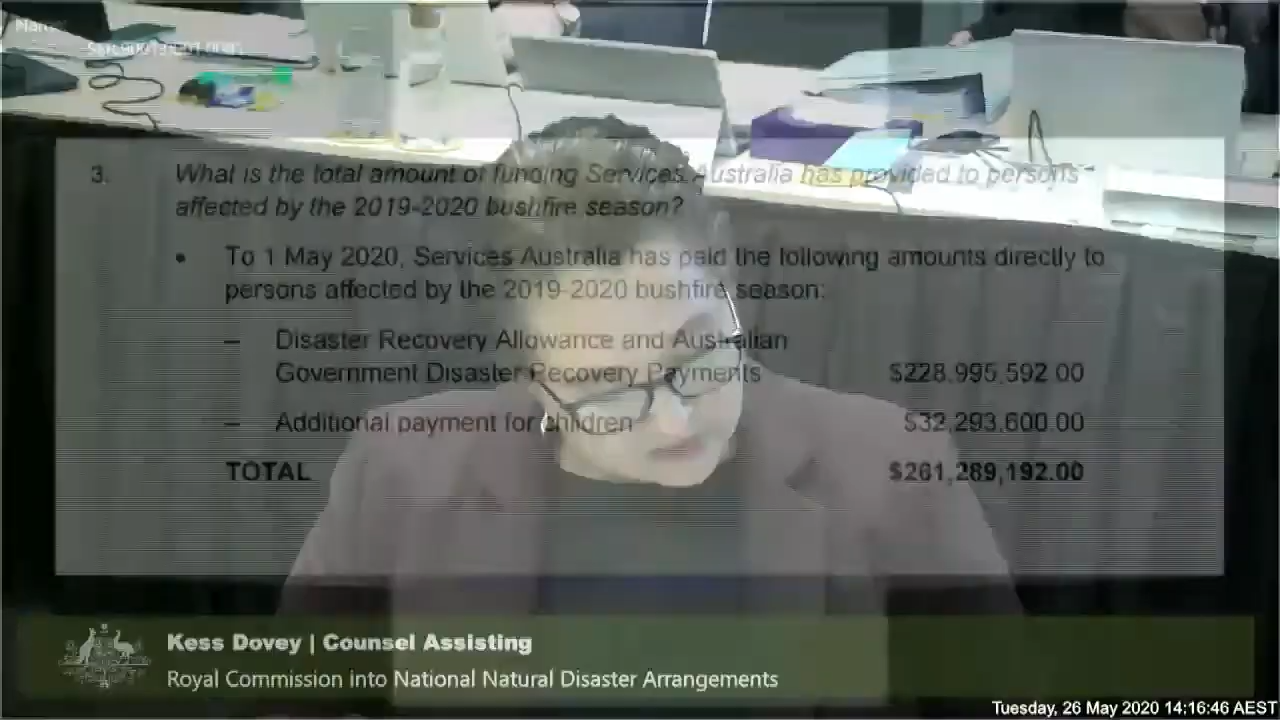 3. What is the total amount of funding Services Australia has provided to persons
affected by the 2019-2020 bushfire season?
• To 1 May 2020, Services Australia has paid the following amounts directly to
persons affected by the 2019-2020 bushfire season:
– Disaster Recovery Allowance and Australian
Government Disaster Recovery Payments $228,995,592.00
– Additional payment for children $32,293,600.00
TOTAL $261,289,192.00
Kess Dovey | Counsel Assisting
Royal Commission into National Natural Disaster Arrangements
Tuesday, 26 May 2020 14:16:46 AEST